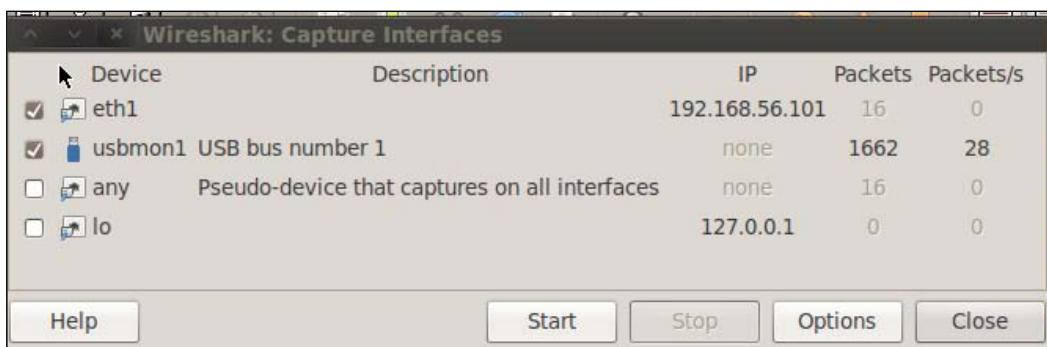 Wireshark: Capture Interfaces
Device Description IP Packets Packets/s
eth1 192.168.56.101 16 0
usbmon1 USB bus number 1 none 1662 28
any Pseudo-device that captures on all interfaces none 16 0
lo 127.0.0.1 0 0
Help Start Stop Options Close